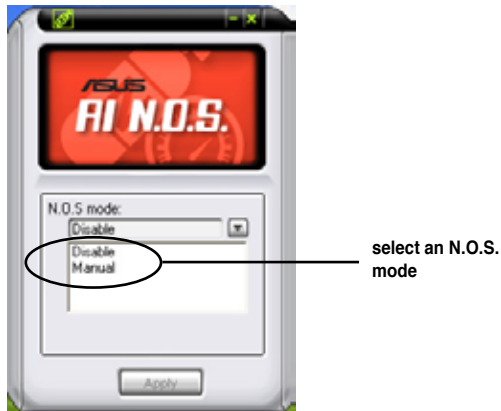 ASUS
AI N.O.S.
N.O.S mode:
Disable
Disable
Manual
select an N.O.S.
mode
Apply